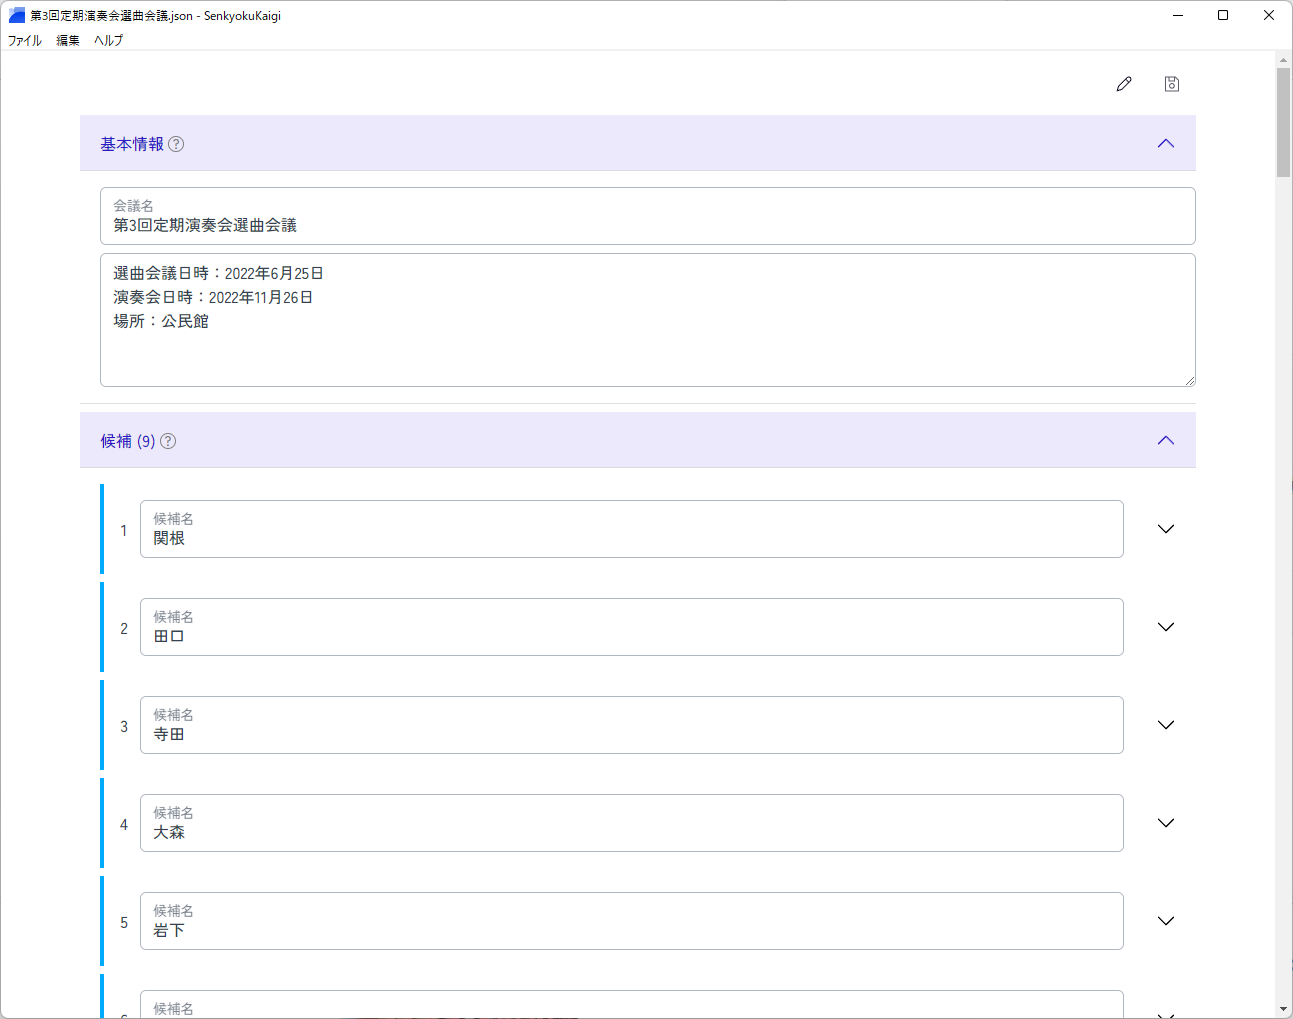 第3回定期演奏会選曲会議.json - SenkyokuKaigi
ファイル 編集 ヘルプ
基本情報 ?
会議名
第3回定期演奏会選曲会議
選曲会議日時：2022年6月25日
演奏会日時：2022年11月26日
場所：公民館
候補 (9) ?
1
候補名
関根
2
候補名
田口
3
候補名
寺田
4
候補名
大森
5
候補名
岩下
候補名